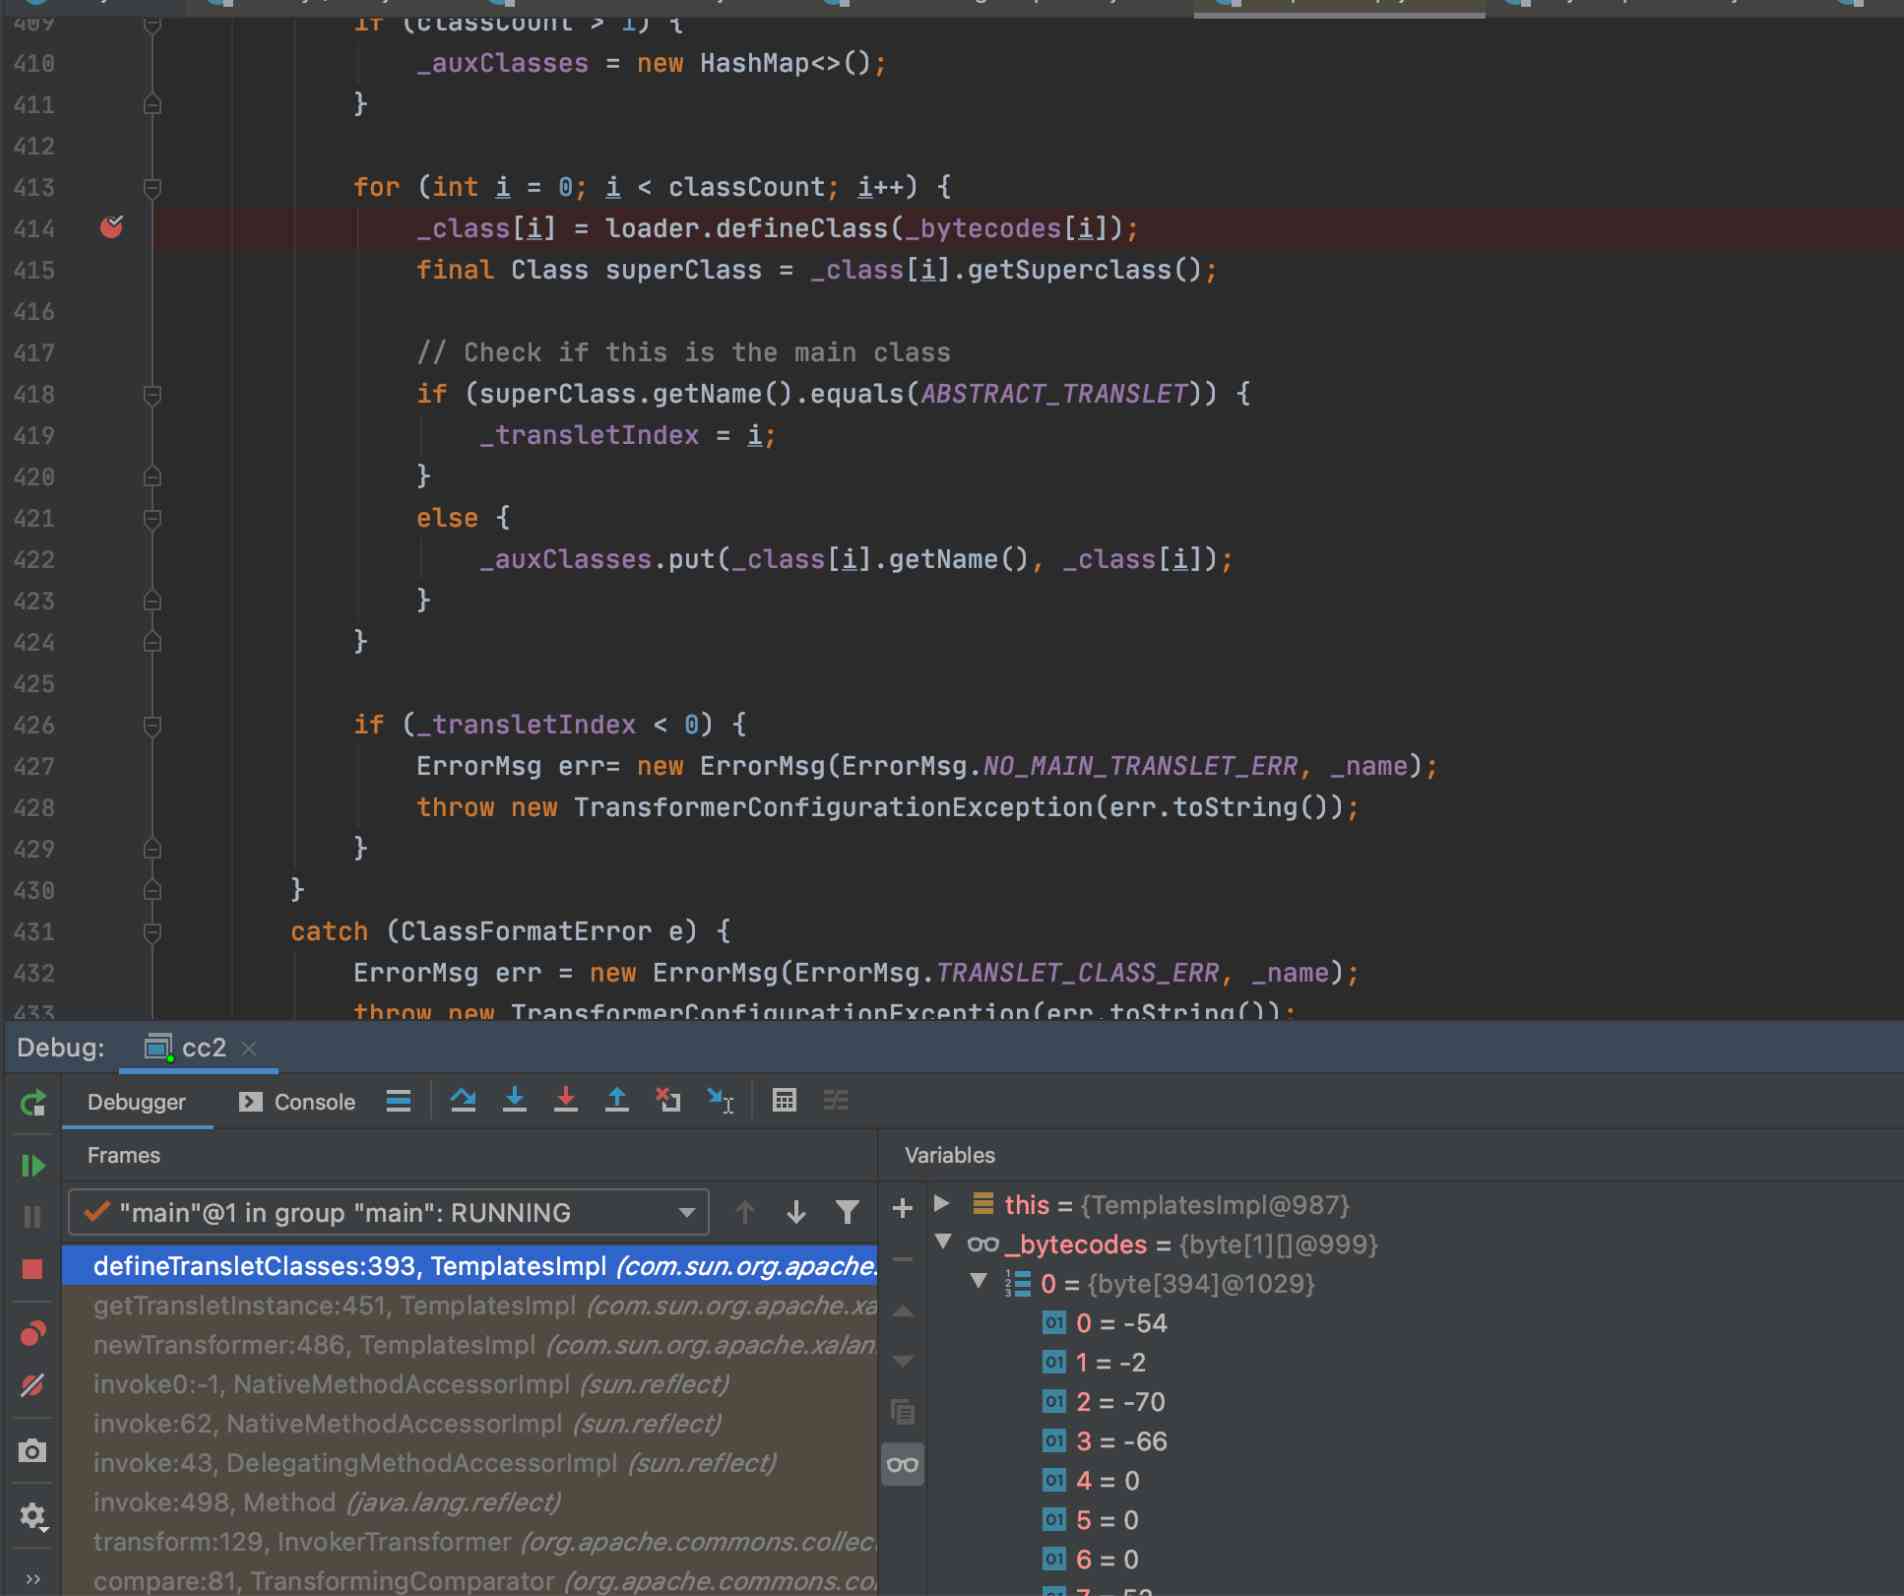 409 if (classCount > 1) {
410 _auxClasses = new HashMap<>();
411 }
412
413 for (int i = 0; i < classCount; i++) {
414 _class[i] = loader.defineClass(_bytecodes[i]);
415 final Class superClass = _class[i].getSuperclass();
416
417 // Check if this is the main class
418 if (superClass.getName().equals(ABSTRACT_TRANSLET)) {
419 _transletIndex = i;
420 }
421 else {
422 _auxClasses.put(_class[i].getName(), _class[i]);
423 }
424 }
425
426 if (_transletIndex < 0) {
427 ErrorMsg err= new ErrorMsg(ErrorMsg.NO_MAIN_TRANSLET_ERR, _name);
428 throw new TransformerConfigurationException(err.toString());
429 }
430 }
431 catch (ClassFormatError e) {
432 ErrorMsg err = new ErrorMsg(ErrorMsg.TRANSLET_CLASS_ERR, _name);
433 throw new TransformerConfigurationException(err.toString());
Debug: cc2
Debugger Console
Frames
"main"@1 in group "main": RUNNING
defineTransletClasses:393, TemplatesImpl (com.sun.org.apache.
getTransletInstance:451, TemplatesImpl (com.sun.org.apache.xa
newTransformer:486, TemplatesImpl (com.sun.org.apache.xalan
invoke0:-1, NativeMethodAccessorImpl (sun.reflect)
invoke:62, NativeMethodAccessorImpl (sun.reflect)
invoke:43, DelegatingMethodAccessorImpl (sun.reflect)
invoke:498, Method (java.lang.reflect)
transform:129, InvokerTransformer (org.apache.commons.collec
compare:81, TransformingComparator (org.apache.commons.co
Variables
this = {TemplatesImpl@987}
_bytecodes = {byte[1][]@999}
0 = {byte[394]@1029}
0 = -54
1 = -2
2 = -70
3 = -66
4 = 0
5 = 0
6 = 0